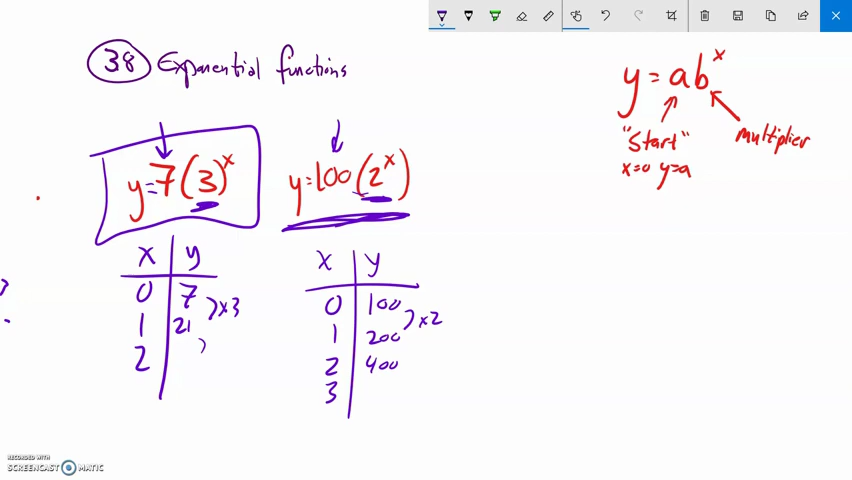 38 Exponential functions
y = ab^x
"Start"
x=0 y=a
multiplier
y=7(3)^x
y=100(2^x)
x y
0 7
1 21
2
x3
x y
0 100
1 200
2 400
3
x2
RECORDED WITH
SCREENCAST MATIC